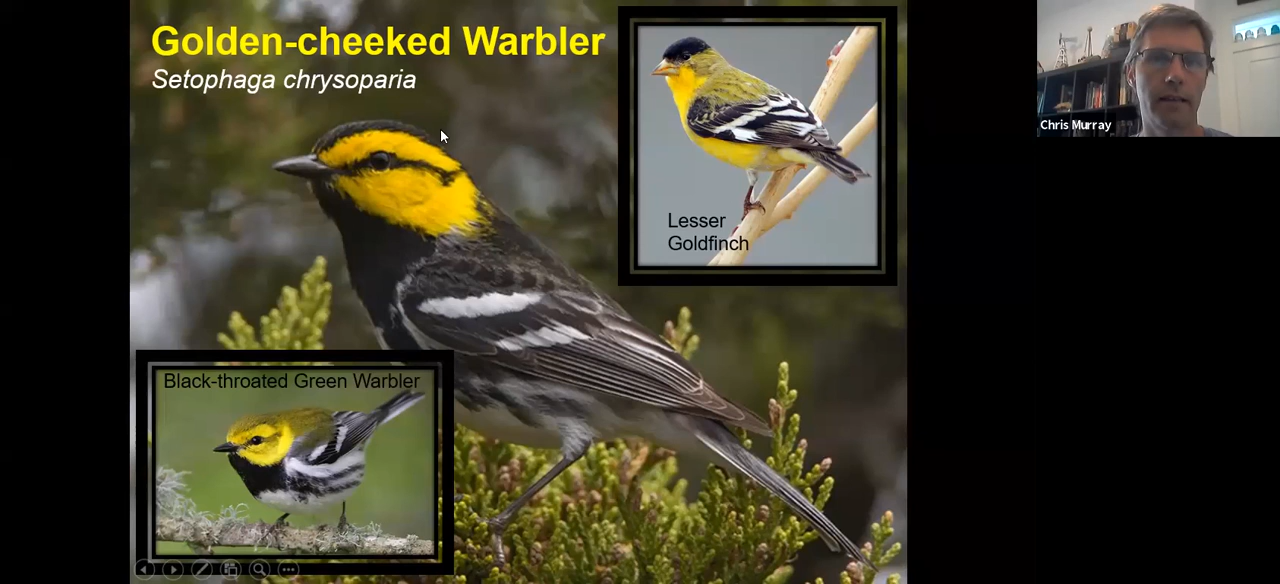 Golden-cheeked Warbler
Setophaga chrysoparia
Lesser
Goldfinch
Black-throated Green Warbler
Chris Murray